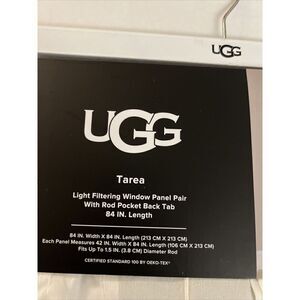 UGG
UGG
Tarea
Light Filtering Window Panel Pair
With Rod Pocket Back Tab
84 IN. Length
84 IN. Width X 84 IN. Length (213 CM X 213 CM)
Each Panel Measures 42 IN. Width X 84 IN. Length (106 CM X 213 CM)
Fits Up To 1.5 IN. (3.8 CM) Diameter Rod
CERTIFIED STANDARD 100 BY OEKO-TEX®